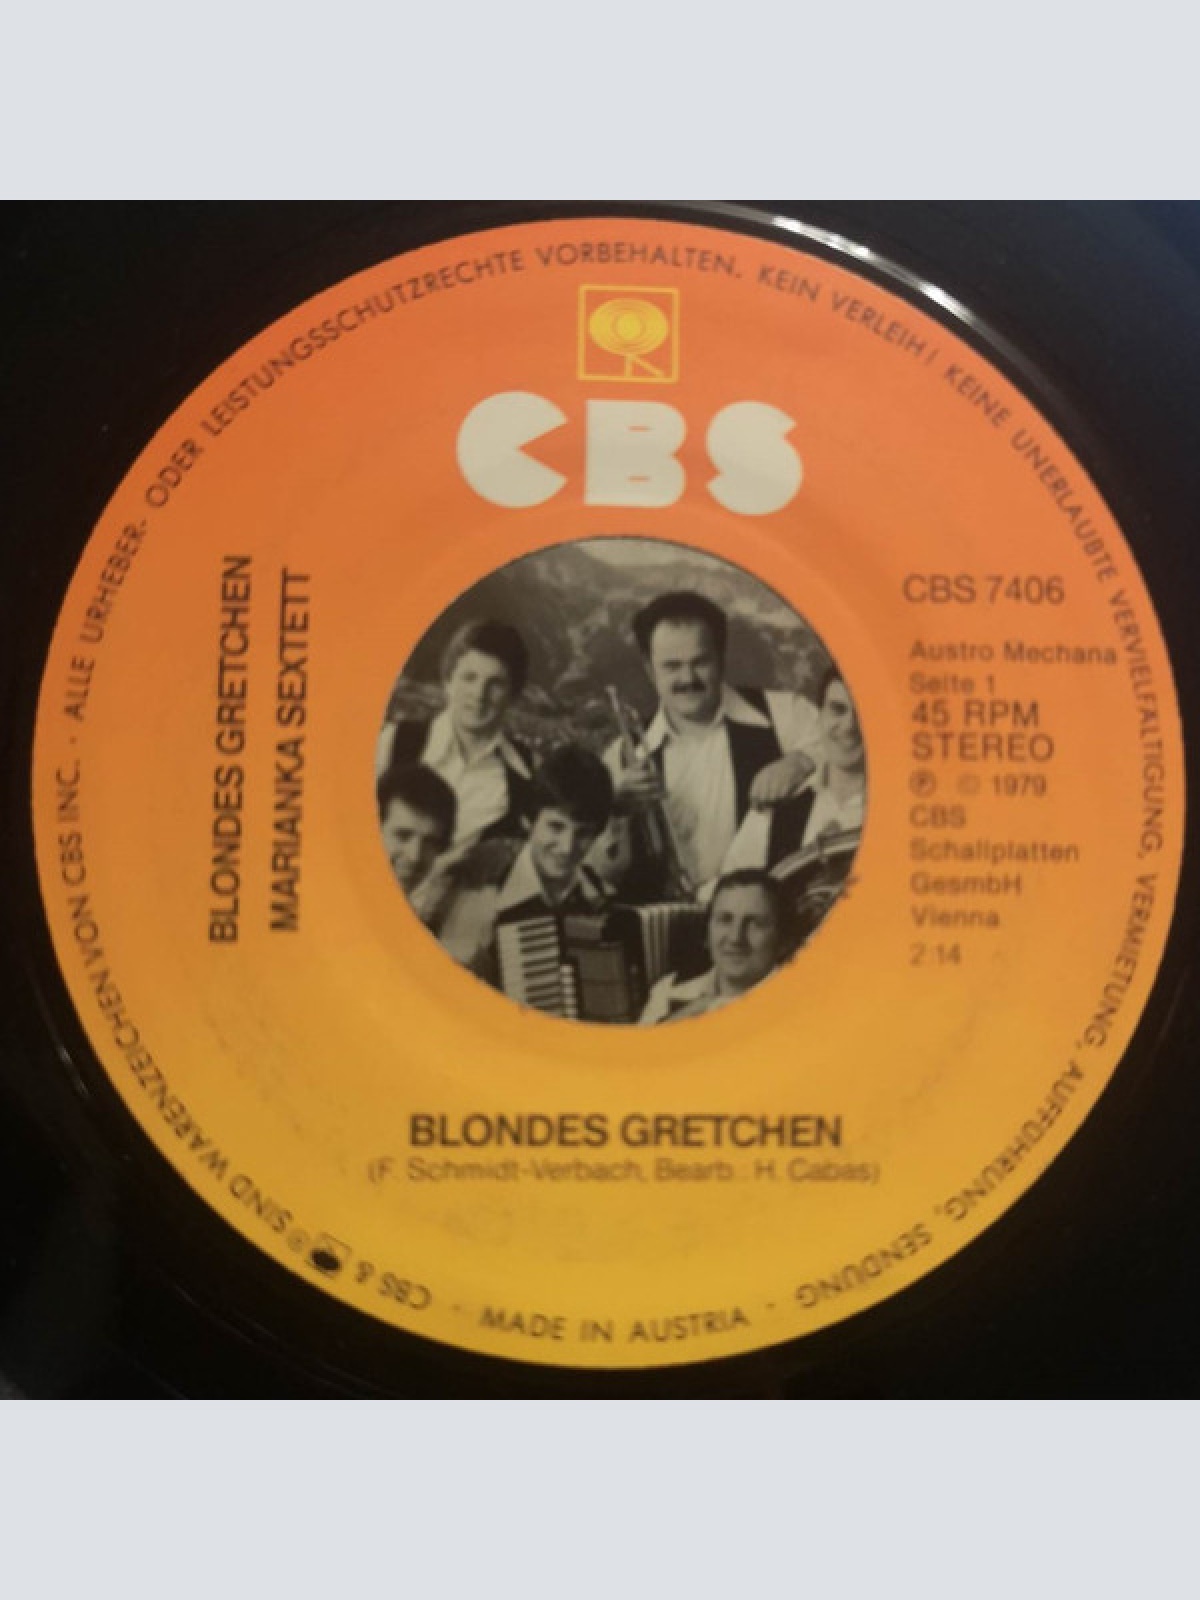 ALLE URHEBER- ODER LEISTUNGSSCHUTZRECHTE VORBEHALTEN. KEIN VERLEIH! KEINE UNERLAUBTE VERVIELFÄLTIGUNG, VERMIETUNG, AUFFÜHRUNG, SENDUNG · MADE IN AUSTRIA · CBS & ® SIND WARENZEICHEN VON CBS INC. ·
CBS
BLONDES GRETCHEN
MARIANKA SEXTETT
CBS 7406
Austro Mechana
Seite 1
45 RPM
STEREO
℗ © 1979
CBS
Schallplatten
GesmbH
Vienna
2:14
BLONDES GRETCHEN
(F. Schmidt-Verbach, Bearb.: H. Cabas)